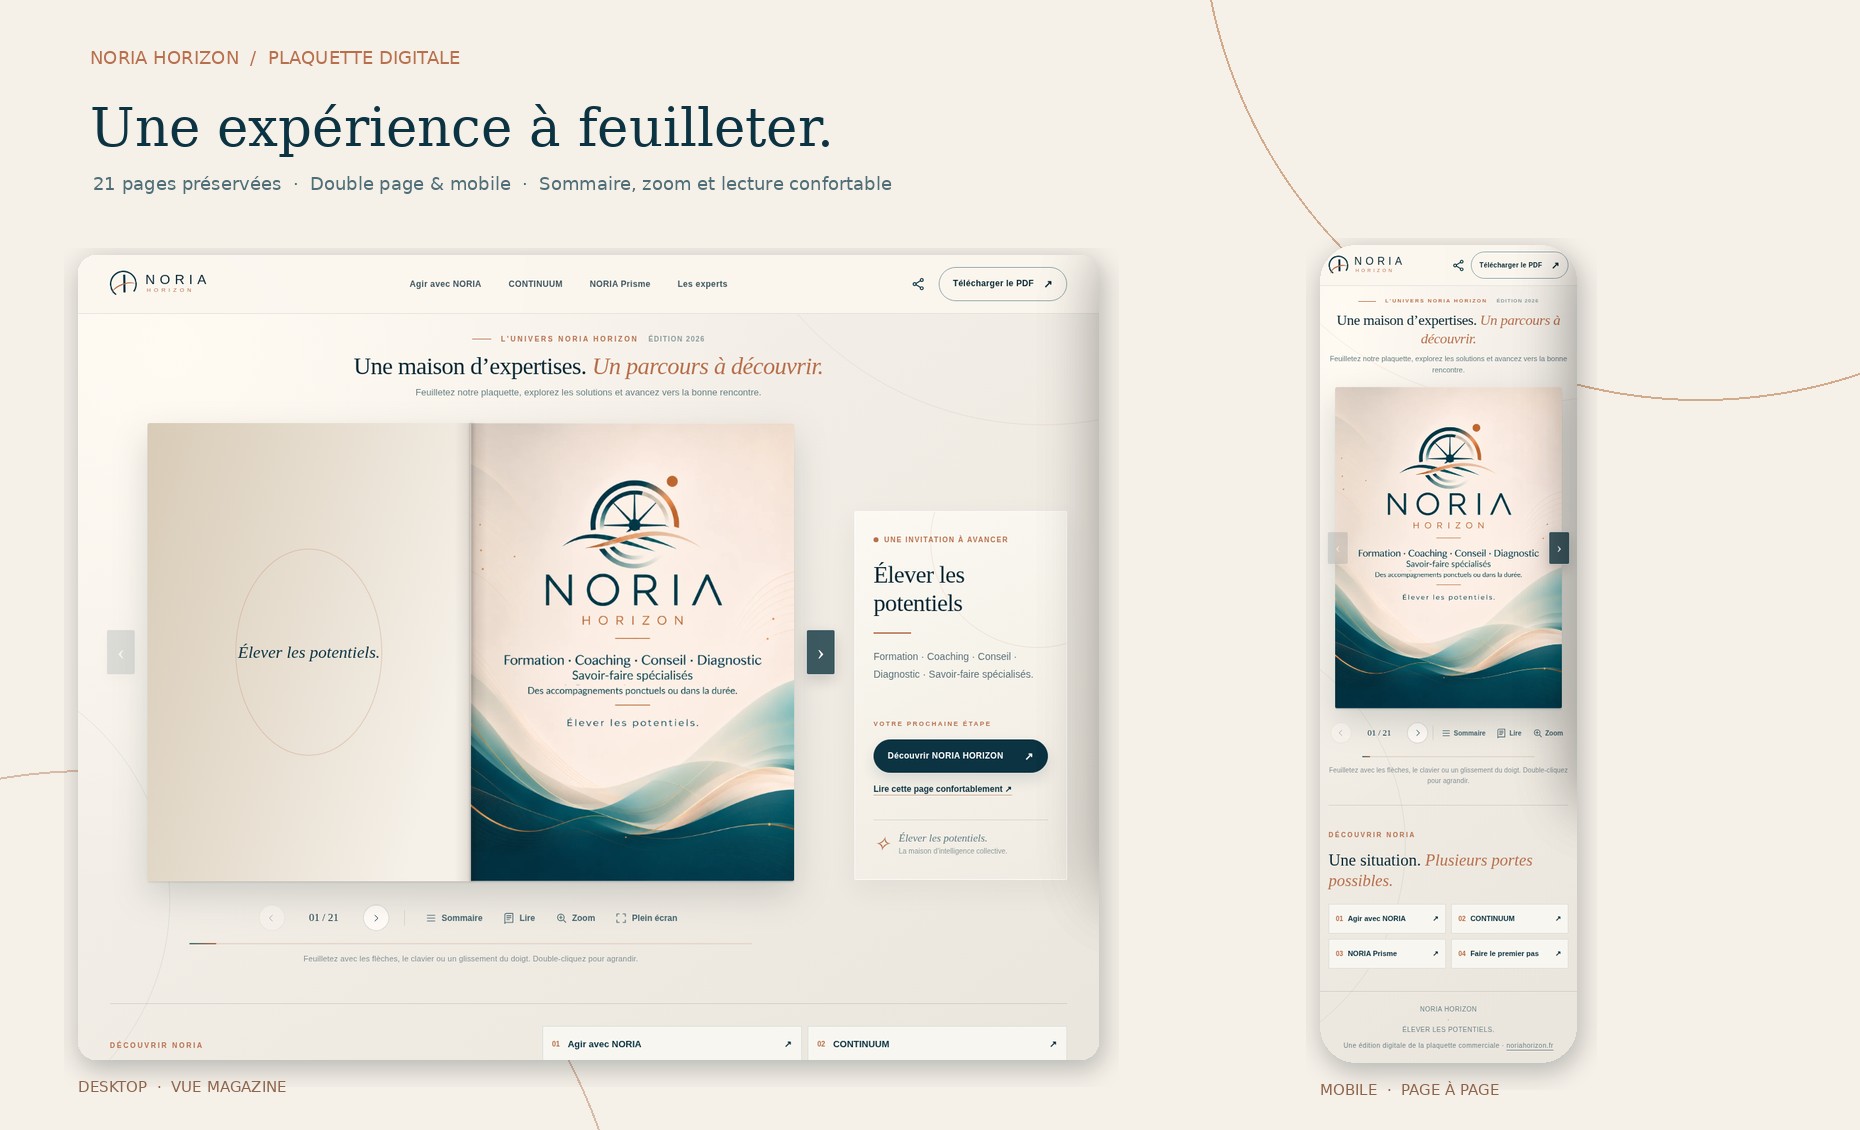 NORIA HORIZON / PLAQUETTE DIGITALE
Une expérience à feuilleter.
21 pages préservées · Double page & mobile · Sommaire, zoom et lecture confortable
NORIA
HORIZON
Agir avec NORIA
CONTINUUM
NORIA Prisme
Les experts
Télécharger le PDF ↗
L'UNIVERS NORIA HORIZON ÉDITION 2026
Une maison d’expertises. Un parcours à découvrir.
Feuilletez notre plaquette, explorez les solutions et avancez vers la bonne rencontre.
‹
Élever les potentiels.
NORIA
HORIZON
Formation · Coaching · Conseil · Diagnostic
Savoir-faire spécialisés
Des accompagnements ponctuels ou dans la durée.
Élever les potentiels.
›
UNE INVITATION À AVANCER
Élever les
potentiels
Formation · Coaching · Conseil ·
Diagnostic · Savoir-faire spécialisés.
VOTRE PROCHAINE ÉTAPE
Découvrir NORIA HORIZON ↗
Lire cette page confortablement ↗
Élever les potentiels.
La maison d'intelligence collective.
‹ 01 / 21 › Sommaire Lire Zoom Plein écran
Feuilletez avec les flèches, le clavier ou un glissement du doigt. Double-cliquez pour agrandir.
DÉCOUVRIR NORIA
01 Agir avec NORIA ↗
02 CONTINUUM ↗
DESKTOP · VUE MAGAZINE
NORIA
HORIZON
Télécharger le PDF ↗
L'UNIVERS NORIA HORIZON ÉDITION 2026
Une maison d’expertises. Un parcours à
découvrir.
Feuilletez notre plaquette, explorez les solutions et avancez vers la bonne
rencontre.
NORIA
HORIZON
Formation · Coaching · Conseil · Diagnostic
Savoir-faire spécialisés
Des accompagnements ponctuels ou dans la durée.
Élever les potentiels.
‹ ›
‹ 01 / 21 › Sommaire Lire Zoom
Feuilletez avec les flèches, le clavier ou un glissement du doigt. Double-cliquez
pour agrandir.
DÉCOUVRIR NORIA
Une situation. Plusieurs portes
possibles.
01 Agir avec NORIA ↗
02 CONTINUUM ↗
03 NORIA Prisme ↗
04 Faire le premier pas ↗
NORIA HORIZON
·
ÉLEVER LES POTENTIELS.
Une édition digitale de la plaquette commerciale · noriahorizon.fr
MOBILE · PAGE À PAGE